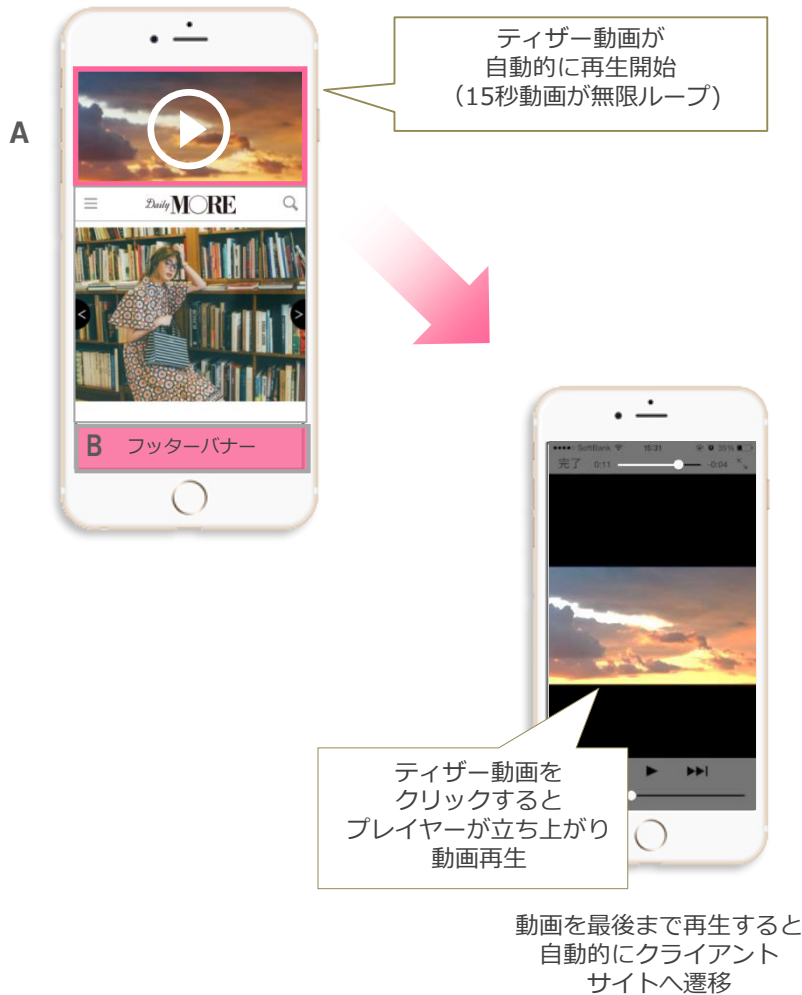 ティザー動画が
自動的に再生開始
（15秒動画が無限ループ)
A
Daily MORE
< >
B フッターバナー
SoftBank 15:31 35%
完了 0:11 -0:04
ティザー動画を
クリックすると
プレイヤーが立ち上がり
動画再生
動画を最後まで再生すると
自動的にクライアント
サイトへ遷移